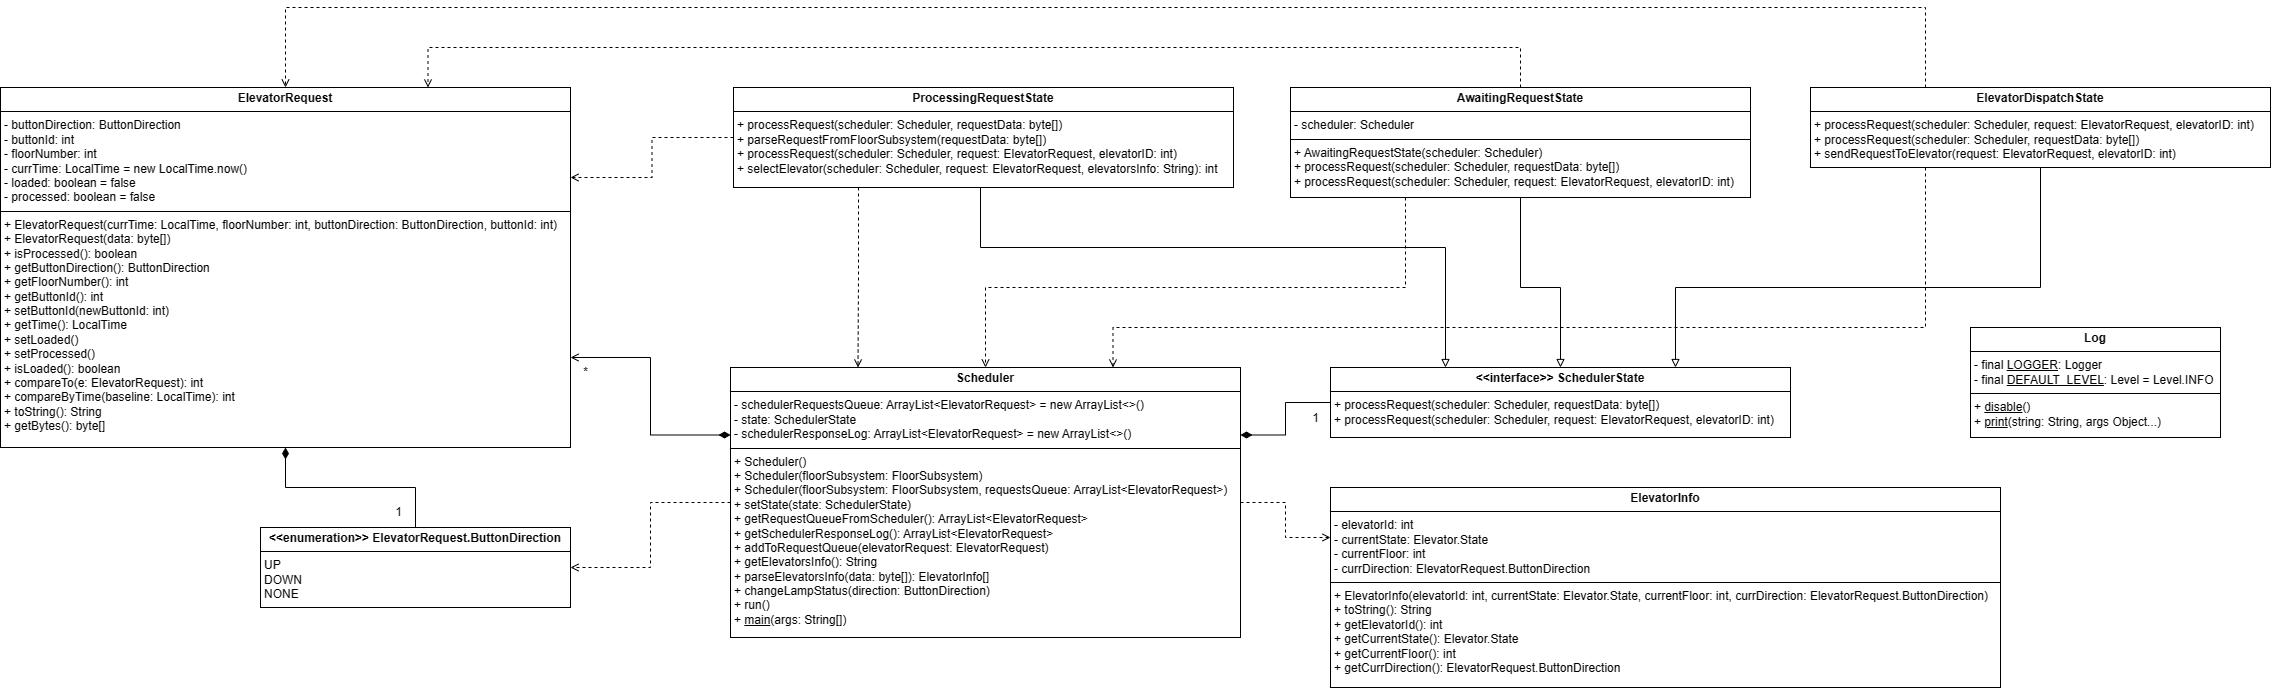 ElevatorRequest
- buttonDirection: ButtonDirection
- buttonId: int
- floorNumber: int
- currTime: LocalTime = new LocalTime.now()
- loaded: boolean = false
- processed: boolean = false
+ ElevatorRequest(currTime: LocalTime, floorNumber: int, buttonDirection: ButtonDirection, buttonId: int)
+ ElevatorRequest(data: byte[])
+ isProcessed(): boolean
+ getButtonDirection(): ButtonDirection
+ getFloorNumber(): int
+ getButtonId(): int
+ setButtonId(newButtonId: int)
+ getTime(): LocalTime
+ setLoaded()
+ setProcessed()
+ isLoaded(): boolean
+ compareTo(e: ElevatorRequest): int
+ compareByTime(baseline: LocalTime): int
+ toString(): String
+ getBytes(): byte[]
ProcessingRequestState
+ processRequest(scheduler: Scheduler, requestData: byte[])
+ parseRequestFromFloorSubsystem(requestData: byte[])
+ processRequest(scheduler: Scheduler, request: ElevatorRequest, elevatorID: int)
+ selectElevator(scheduler: Scheduler, request: ElevatorRequest, elevatorsInfo: String): int
AwaitingRequestState
- scheduler: Scheduler
+ AwaitingRequestState(scheduler: Scheduler)
+ processRequest(scheduler: Scheduler, requestData: byte[])
+ processRequest(scheduler: Scheduler, request: ElevatorRequest, elevatorID: int)
ElevatorDispatchState
+ processRequest(scheduler: Scheduler, request: ElevatorRequest, elevatorID: int)
+ processRequest(scheduler: Scheduler, requestData: byte[])
+ sendRequestToElevator(request: ElevatorRequest, elevatorID: int)
*
1
<<enumeration>> ElevatorRequest.ButtonDirection
UP
DOWN
NONE
Scheduler
- schedulerRequestsQueue: ArrayList<ElevatorRequest> = new ArrayList<>()
- state: SchedulerState
- schedulerResponseLog: ArrayList<ElevatorRequest> = new ArrayList<>()
+ Scheduler()
+ Scheduler(floorSubsystem: FloorSubsystem)
+ Scheduler(floorSubsystem: FloorSubsystem, requestsQueue: ArrayList<ElevatorRequest>)
+ setState(state: SchedulerState)
+ getRequestQueueFromScheduler(): ArrayList<ElevatorRequest>
+ getSchedulerResponseLog(): ArrayList<ElevatorRequest>
+ addToRequestQueue(elevatorRequest: ElevatorRequest)
+ getElevatorsInfo(): String
+ parseElevatorsInfo(data: byte[]): ElevatorInfo[]
+ changeLampStatus(direction: ButtonDirection)
+ run()
+ main(args: String[])
1
<<interface>> SchedulerState
+ processRequest(scheduler: Scheduler, requestData: byte[])
+ processRequest(scheduler: Scheduler, request: ElevatorRequest, elevatorID: int)
Log
- final LOGGER: Logger
- final DEFAULT_LEVEL: Level = Level.INFO
+ disable()
+ print(string: String, args Object...)
ElevatorInfo
- elevatorId: int
- currentState: Elevator.State
- currentFloor: int
- currDirection: ElevatorRequest.ButtonDirection
+ ElevatorInfo(elevatorId: int, currentState: Elevator.State, currentFloor: int, currDirection: ElevatorRequest.ButtonDirection)
+ toString(): String
+ getElevatorId(): int
+ getCurrentState(): Elevator.State
+ getCurrentFloor(): int
+ getCurrDirection(): ElevatorRequest.ButtonDirection